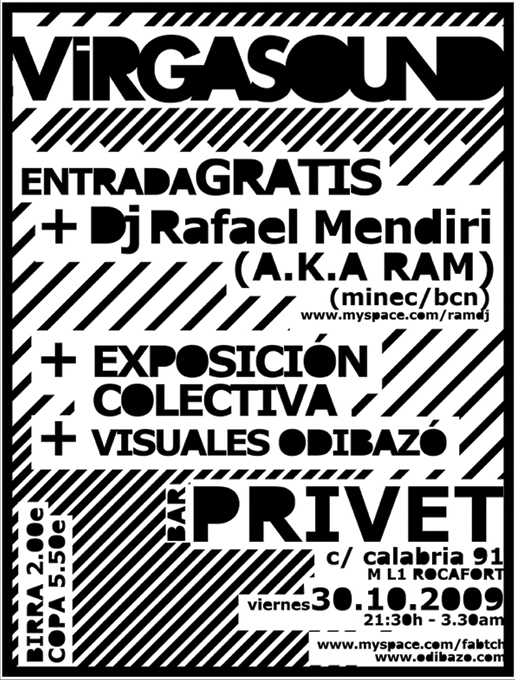 ViRGASOUND
ENTRADAGRATIS
+ Dj Rafael Mendiri
(A.K.A RAM)
(minec/bcn)
www.myspace.com/ramdj
+ EXPOSICIÓN
COLECTIVA
+ VISUALES ODIBAZÓ
BAR PRIVET
c/ calabria 91
M L1 ROCAFORT
viernes30.10.2009
21:30h - 3.30am
www.myspace.com/fabtch
www.odibazo.com
BIRRA 2.00e
COPA 5.50e